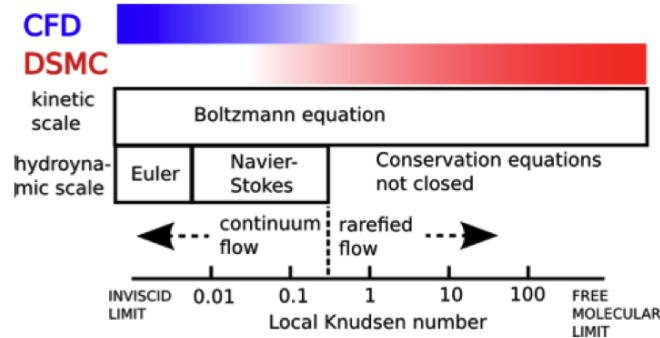 CFD
DSMC
kinetic
scale
Boltzmann equation
hydroyna-
mic scale
Euler
Navier-
Stokes
Conservation equations
not closed
continuum
flow
rarefied
flow
0.01
0.1
1
10
100
INVISCID
LIMIT
Local Knudsen number
FREE
MOLECULAR
LIMIT